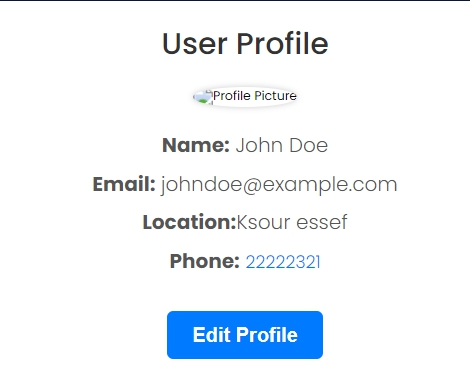 User Profile
Profile Picture
Name: John Doe
Email: johndoe@example.com
Location:Ksour essef
Phone: 22222321
Edit Profile